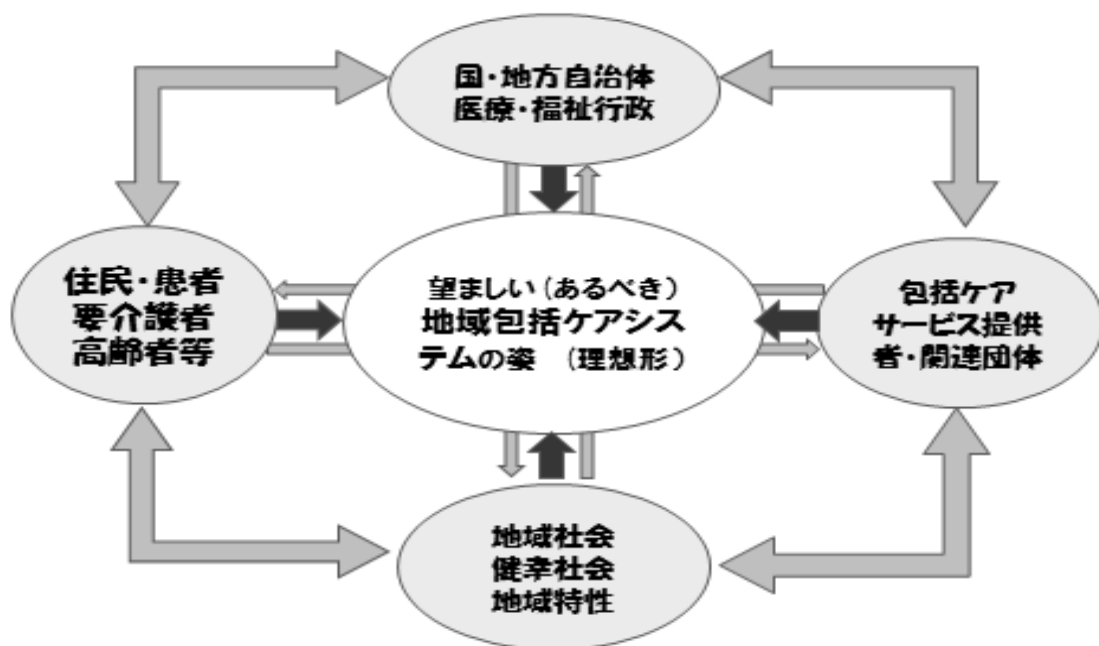 国・地方自治体
医療・福祉行政
住民・患者
要介護者
高齢者等
望ましい(あるべき)
地域包括ケアシス
テムの姿 (理想形)
包括ケア
サービス提供
者・関連団体
地域社会
健幸社会
地域特性